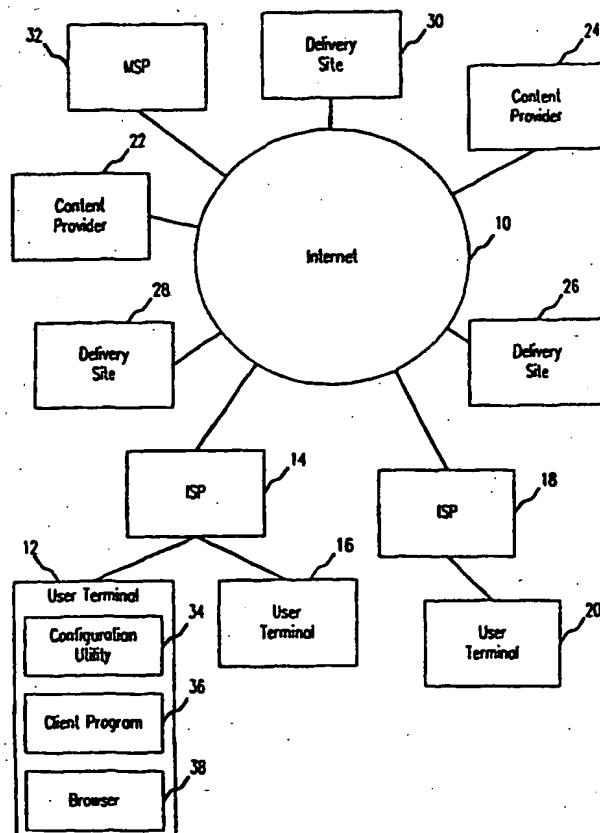 32
MSP
Delivery
Site
30
24
Content
Provider
22
Content
Provider
10
Internet
28
Delivery
Site
26
Delivery
Site
14
ISP
18
ISP
12
User Terminal
Configuration
Utility
34
Client Program
36
Browser
38
16
User
Terminal
20
User
Terminal